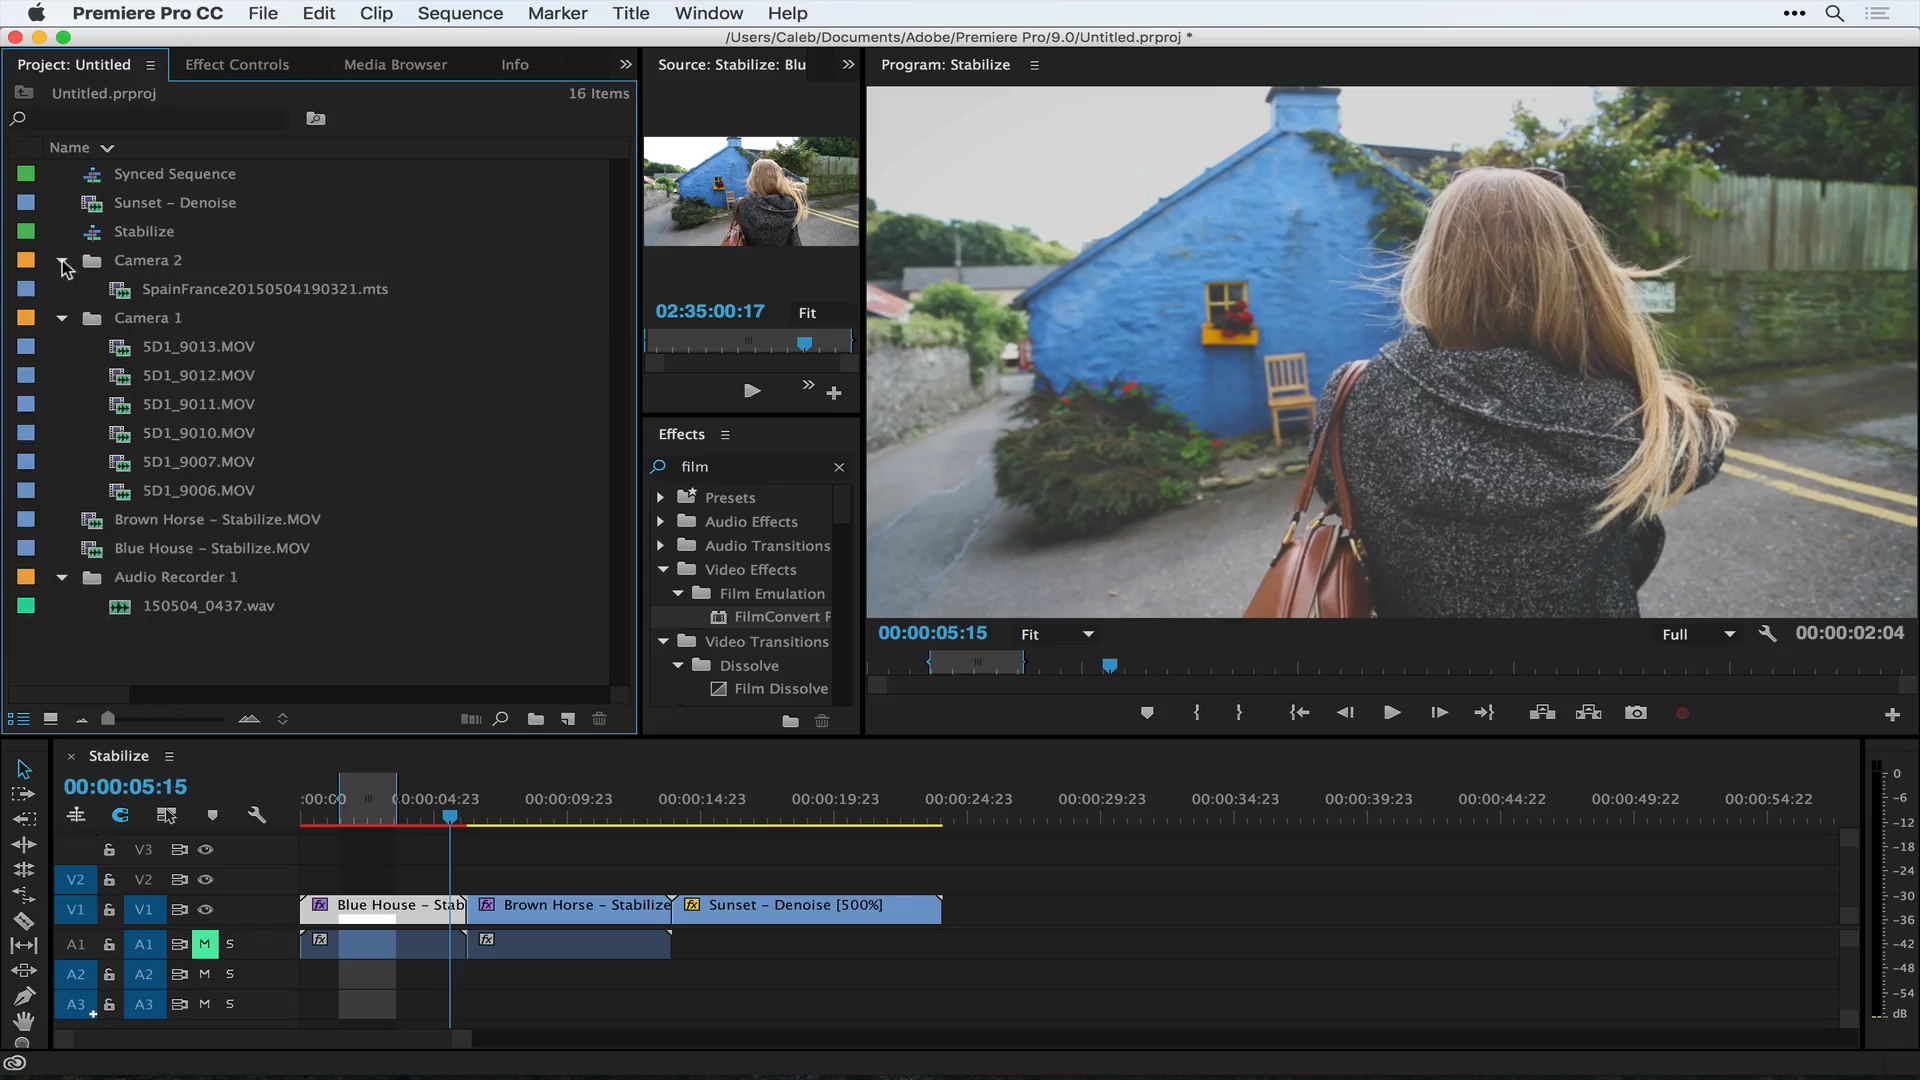 Premiere Pro CC File Edit Clip Sequence Marker Title Window Help
/Users/Caleb/Documents/Adobe/Premiere Pro/9.0/Untitled.prproj *
Project: Untitled Effect Controls Media Browser Info
Untitled.prproj 16 Items
Name
Synced Sequence
Sunset – Denoise
Stabilize
Camera 2
SpainFrance20150504190321.mts
Camera 1
5D1_9013.MOV
5D1_9012.MOV
5D1_9011.MOV
5D1_9010.MOV
5D1_9007.MOV
5D1_9006.MOV
Brown Horse – Stabilize.MOV
Blue House – Stabilize.MOV
Audio Recorder 1
150504_0437.wav
Source: Stabilize: Blu
02:35:00:17 Fit
Effects
film
Presets
Audio Effects
Audio Transitions
Video Effects
Film Emulation
FilmConvert P
Video Transitions
Dissolve
Film Dissolve
Program: Stabilize
00:00:05:15 Fit Full 00:00:02:04
Stabilize
00:00:05:15
:00:00 00:00:04:23 00:00:09:23 00:00:14:23 00:00:19:23 00:00:24:23 00:00:29:23 00:00:34:23 00:00:39:23 00:00:44:22 00:00:49:22 00:00:54:22
V3
V2 V2
V1 V1 fx Blue House – Stab fx Brown Horse – Stabilize fx Sunset – Denoise [500%]
A1 A1 M S fx fx
A2 A2 M S
A3 A3 M S
0
-6
-12
-18
-24
-30
-36
-42
-48
-54
dB